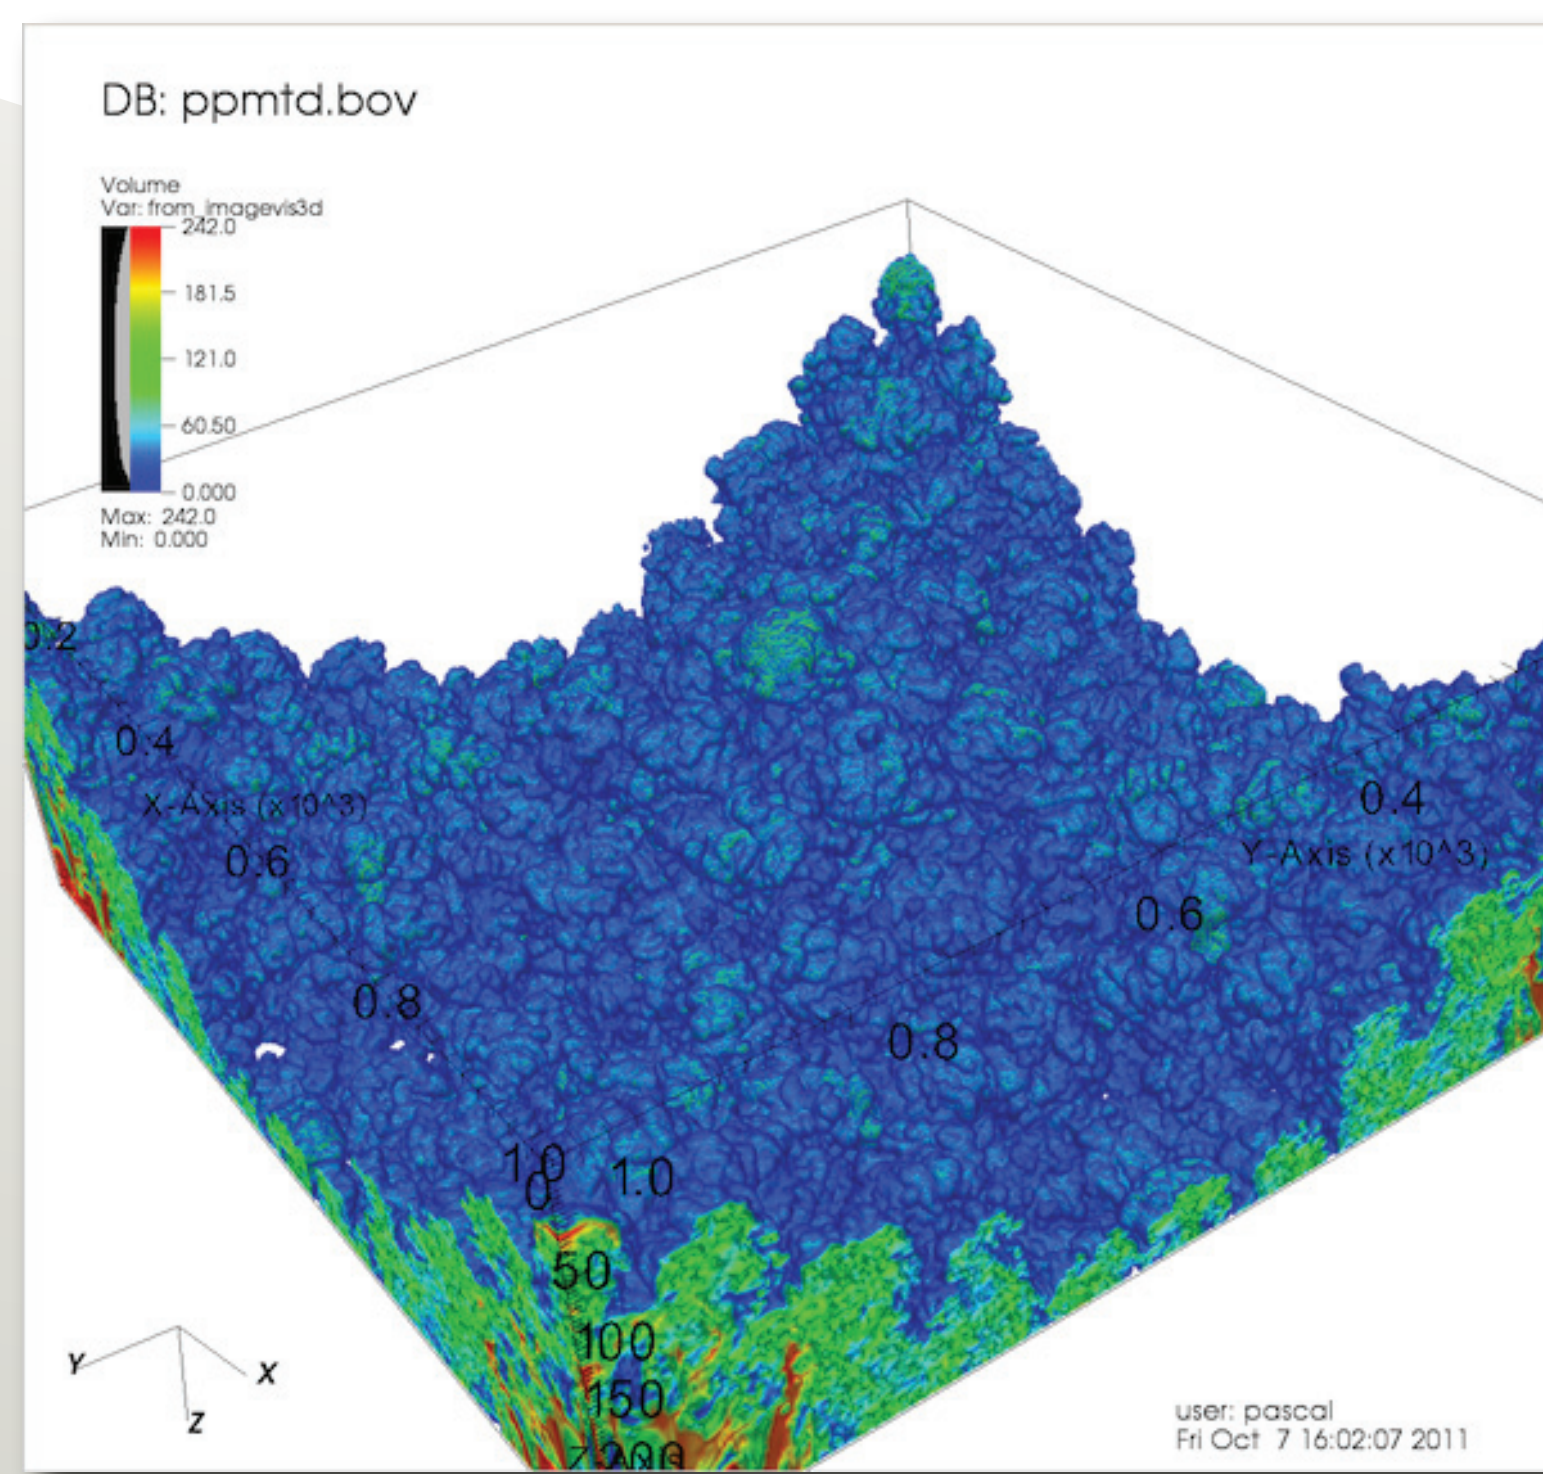 DB: ppmtd.bov
Volume
Var: from_imagevis3d
242.0
181.5
121.0
60.50
0.000
Max: 242.0
Min: 0.000
0.2
0.4
X-Axis (x10^3)
0.6
0.8
1.0
0.4
Y-Axis (x10^3)
0.6
0.8
1.0
0
50
100
150
200
Z-Axis
Y
X
Z
user: pascal
Fri Oct 7 16:02:07 2011